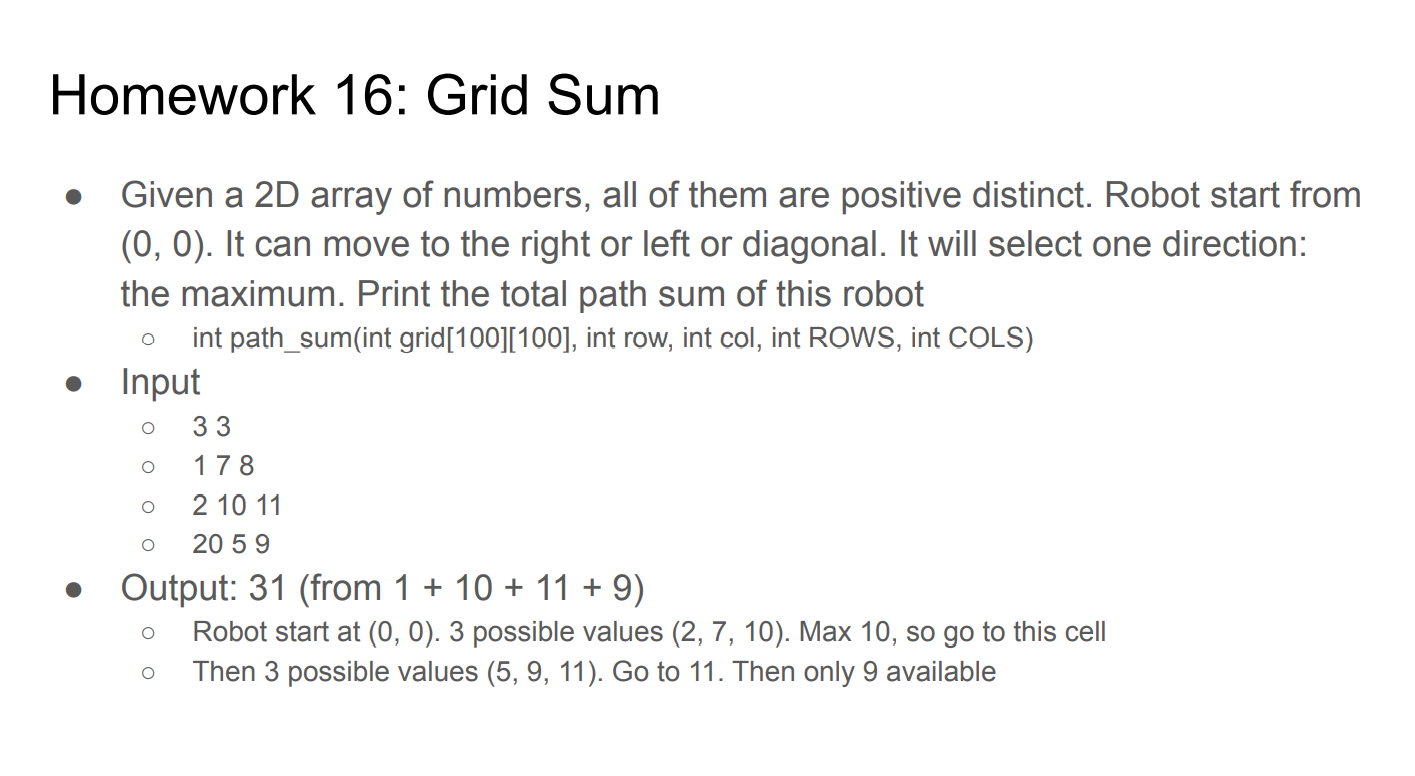 Homework 16: Grid Sum
● Given a 2D array of numbers, all of them are positive distinct. Robot start from
(0, 0). It can move to the right or left or diagonal. It will select one direction:
the maximum. Print the total path sum of this robot
○ int path_sum(int grid[100][100], int row, int col, int ROWS, int COLS)
● Input
○ 3 3
○ 1 7 8
○ 2 10 11
○ 20 5 9
● Output: 31 (from 1 + 10 + 11 + 9)
○ Robot start at (0, 0). 3 possible values (2, 7, 10). Max 10, so go to this cell
○ Then 3 possible values (5, 9, 11). Go to 11. Then only 9 available